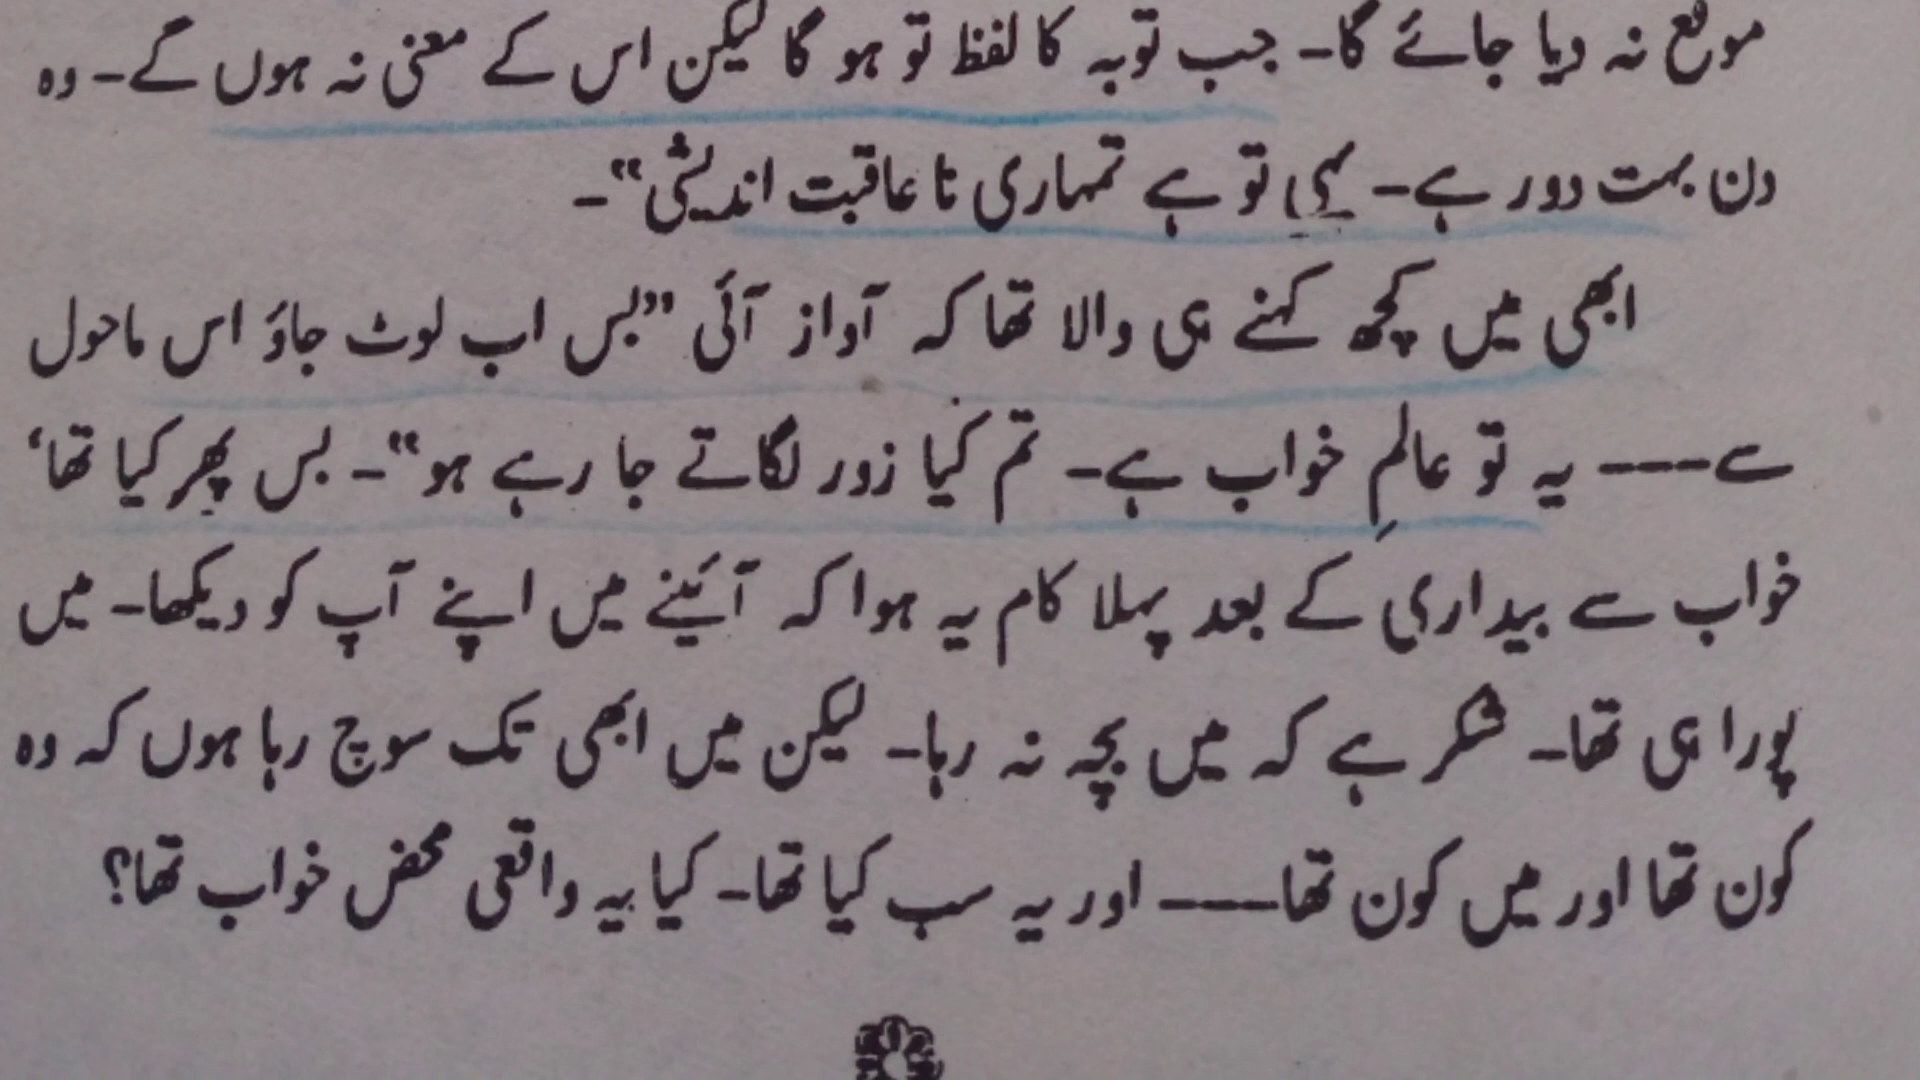 موقع نہ دیا جائے گا۔ جب توبہ کا لفظ تو ہو گا لیکن اس کے معنی نہ ہوں گے۔ وہ
دن بہت دور ہے۔ یہی تو ہے تمہاری نا عاقبت اندیشی“۔
ابھی میں کچھ کہنے ہی والا تھا کہ آواز آئی ”بس اب لوٹ جاؤ اس ماحول
سے۔۔۔ یہ تو عالمِ خواب ہے۔ تم کیا زور لگاتے جا رہے ہو“۔ بس پھر کیا تھا‘
خواب سے بیداری کے بعد پہلا کام یہ ہوا کہ آئینے میں اپنے آپ کو دیکھا۔ میں
پورا ہی تھا۔ شکر ہے کہ میں بچہ نہ رہا۔ لیکن میں ابھی تک سوچ رہا ہوں کہ وہ
کون تھا اور میں کون تھا۔۔۔ اور یہ سب کیا تھا۔ کیا یہ واقعی محض خواب تھا؟